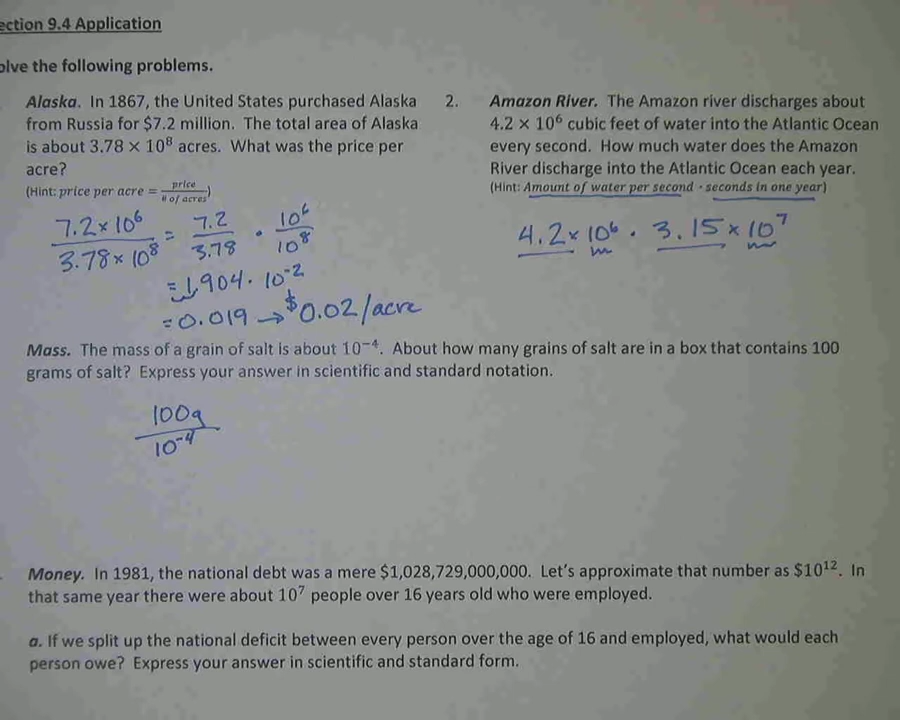 ection 9.4 Application
olve the following problems.
Alaska. In 1867, the United States purchased Alaska
from Russia for $7.2 million. The total area of Alaska
is about 3.78 × 10⁸ acres. What was the price per
acre?
(Hint: price per acre = price / # of acres)
7.2 × 10⁶ / 3.78 × 10⁸ = 7.2 / 3.78 · 10⁶ / 10⁸
= 1.904 · 10⁻²
= 0.019 → $0.02/acre
2. Amazon River. The Amazon river discharges about
4.2 × 10⁶ cubic feet of water into the Atlantic Ocean
every second. How much water does the Amazon
River discharge into the Atlantic Ocean each year.
(Hint: Amount of water per second · seconds in one year)
4.2 × 10⁶ · 3.15 × 10⁷
Mass. The mass of a grain of salt is about 10⁻⁴. About how many grains of salt are in a box that contains 100
grams of salt? Express your answer in scientific and standard notation.
100g / 10⁻⁴
Money. In 1981, the national debt was a mere $1,028,729,000,000. Let's approximate that number as $10¹². In
that same year there were about 10⁷ people over 16 years old who were employed.
a. If we split up the national deficit between every person over the age of 16 and employed, what would each
person owe? Express your answer in scientific and standard form.